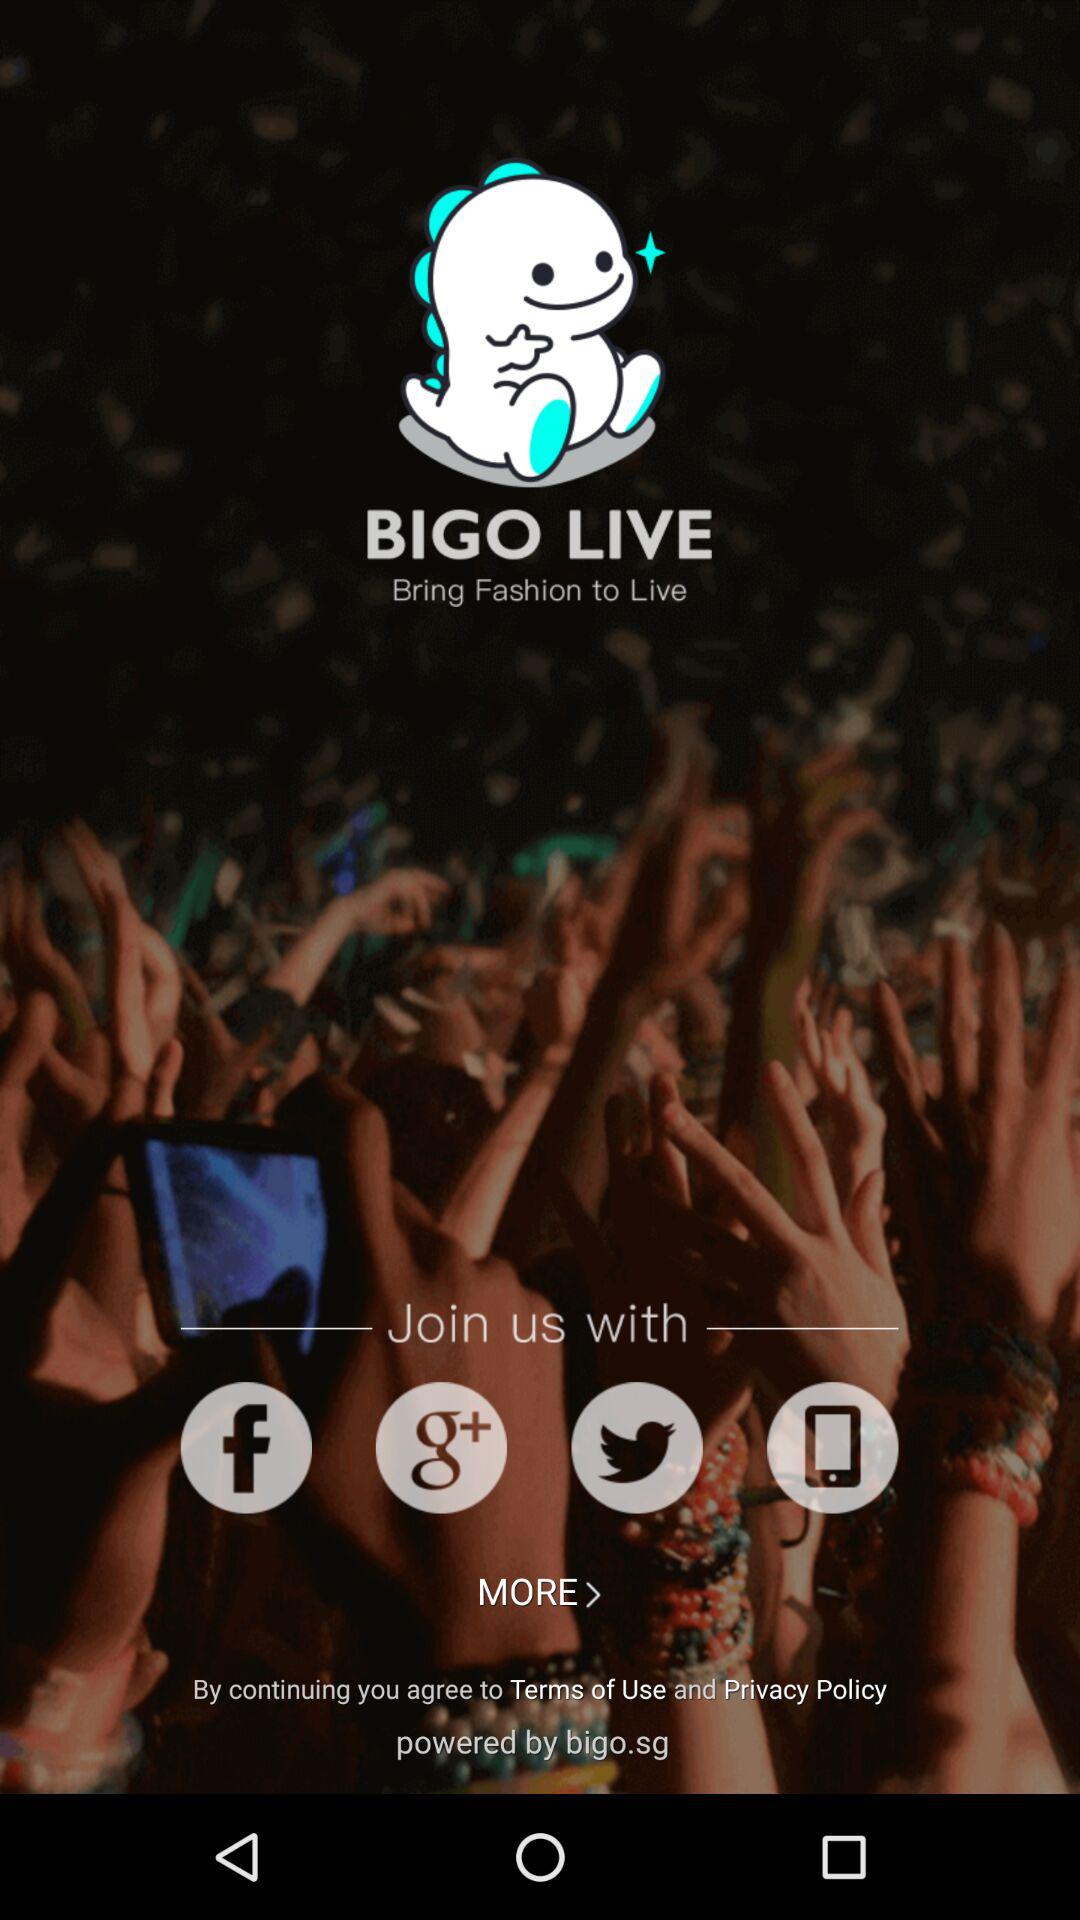 BIGO LIVE
Bring Fashion to Live
Join us with
f g+
MORE
By continuing you agree to Terms of Use and Privacy Policy
powered by bigo.sg